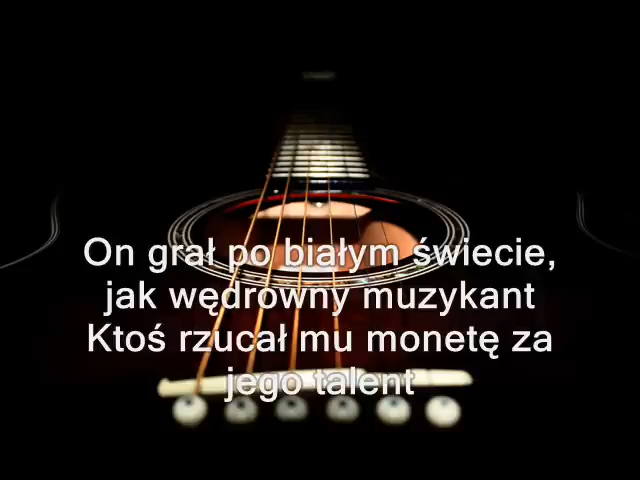 On grał po białym świecie,
jak wędrowny muzykant
Ktoś rzucał mu monetę za
jego talent